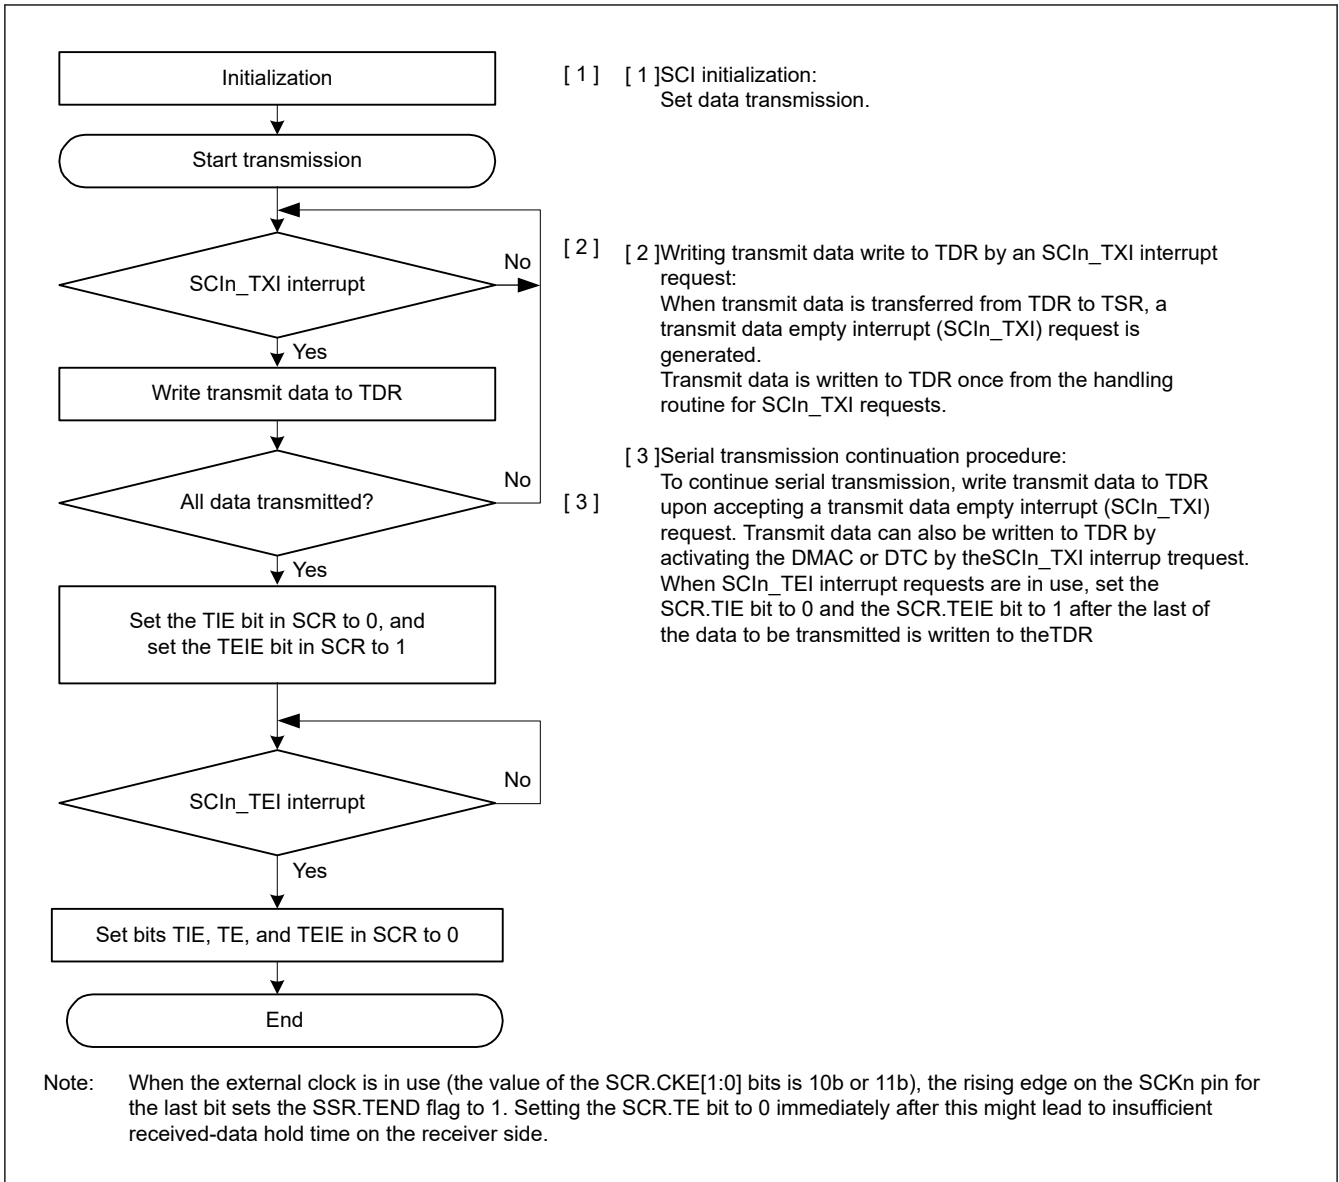 Initialization
[ 1 ]
[ 1 ]SCI initialization:
Set data transmission.
Start transmission
SCIn_TXI interrupt
No
Yes
[ 2 ]
[ 2 ]Writing transmit data write to TDR by an SCIn_TXI interrupt
request:
When transmit data is transferred from TDR to TSR, a
transmit data empty interrupt (SCIn_TXI) request is
generated.
Transmit data is written to TDR once from the handling
routine for SCIn_TXI requests.
Write transmit data to TDR
All data transmitted?
No
Yes
[ 3 ]
[ 3 ]Serial transmission continuation procedure:
To continue serial transmission, write transmit data to TDR
upon accepting a transmit data empty interrupt (SCIn_TXI)
request. Transmit data can also be written to TDR by
activating the DMAC or DTC by theSCIn_TXI interrup trequest.
When SCIn_TEI interrupt requests are in use, set the
SCR.TIE bit to 0 and the SCR.TEIE bit to 1 after the last of
the data to be transmitted is written to theTDR
Set the TIE bit in SCR to 0, and
set the TEIE bit in SCR to 1
SCIn_TEI interrupt
No
Yes
Set bits TIE, TE, and TEIE in SCR to 0
End
Note: When the external clock is in use (the value of the SCR.CKE[1:0] bits is 10b or 11b), the rising edge on the SCKn pin for
the last bit sets the SSR.TEND flag to 1. Setting the SCR.TE bit to 0 immediately after this might lead to insufficient
received-data hold time on the receiver side.